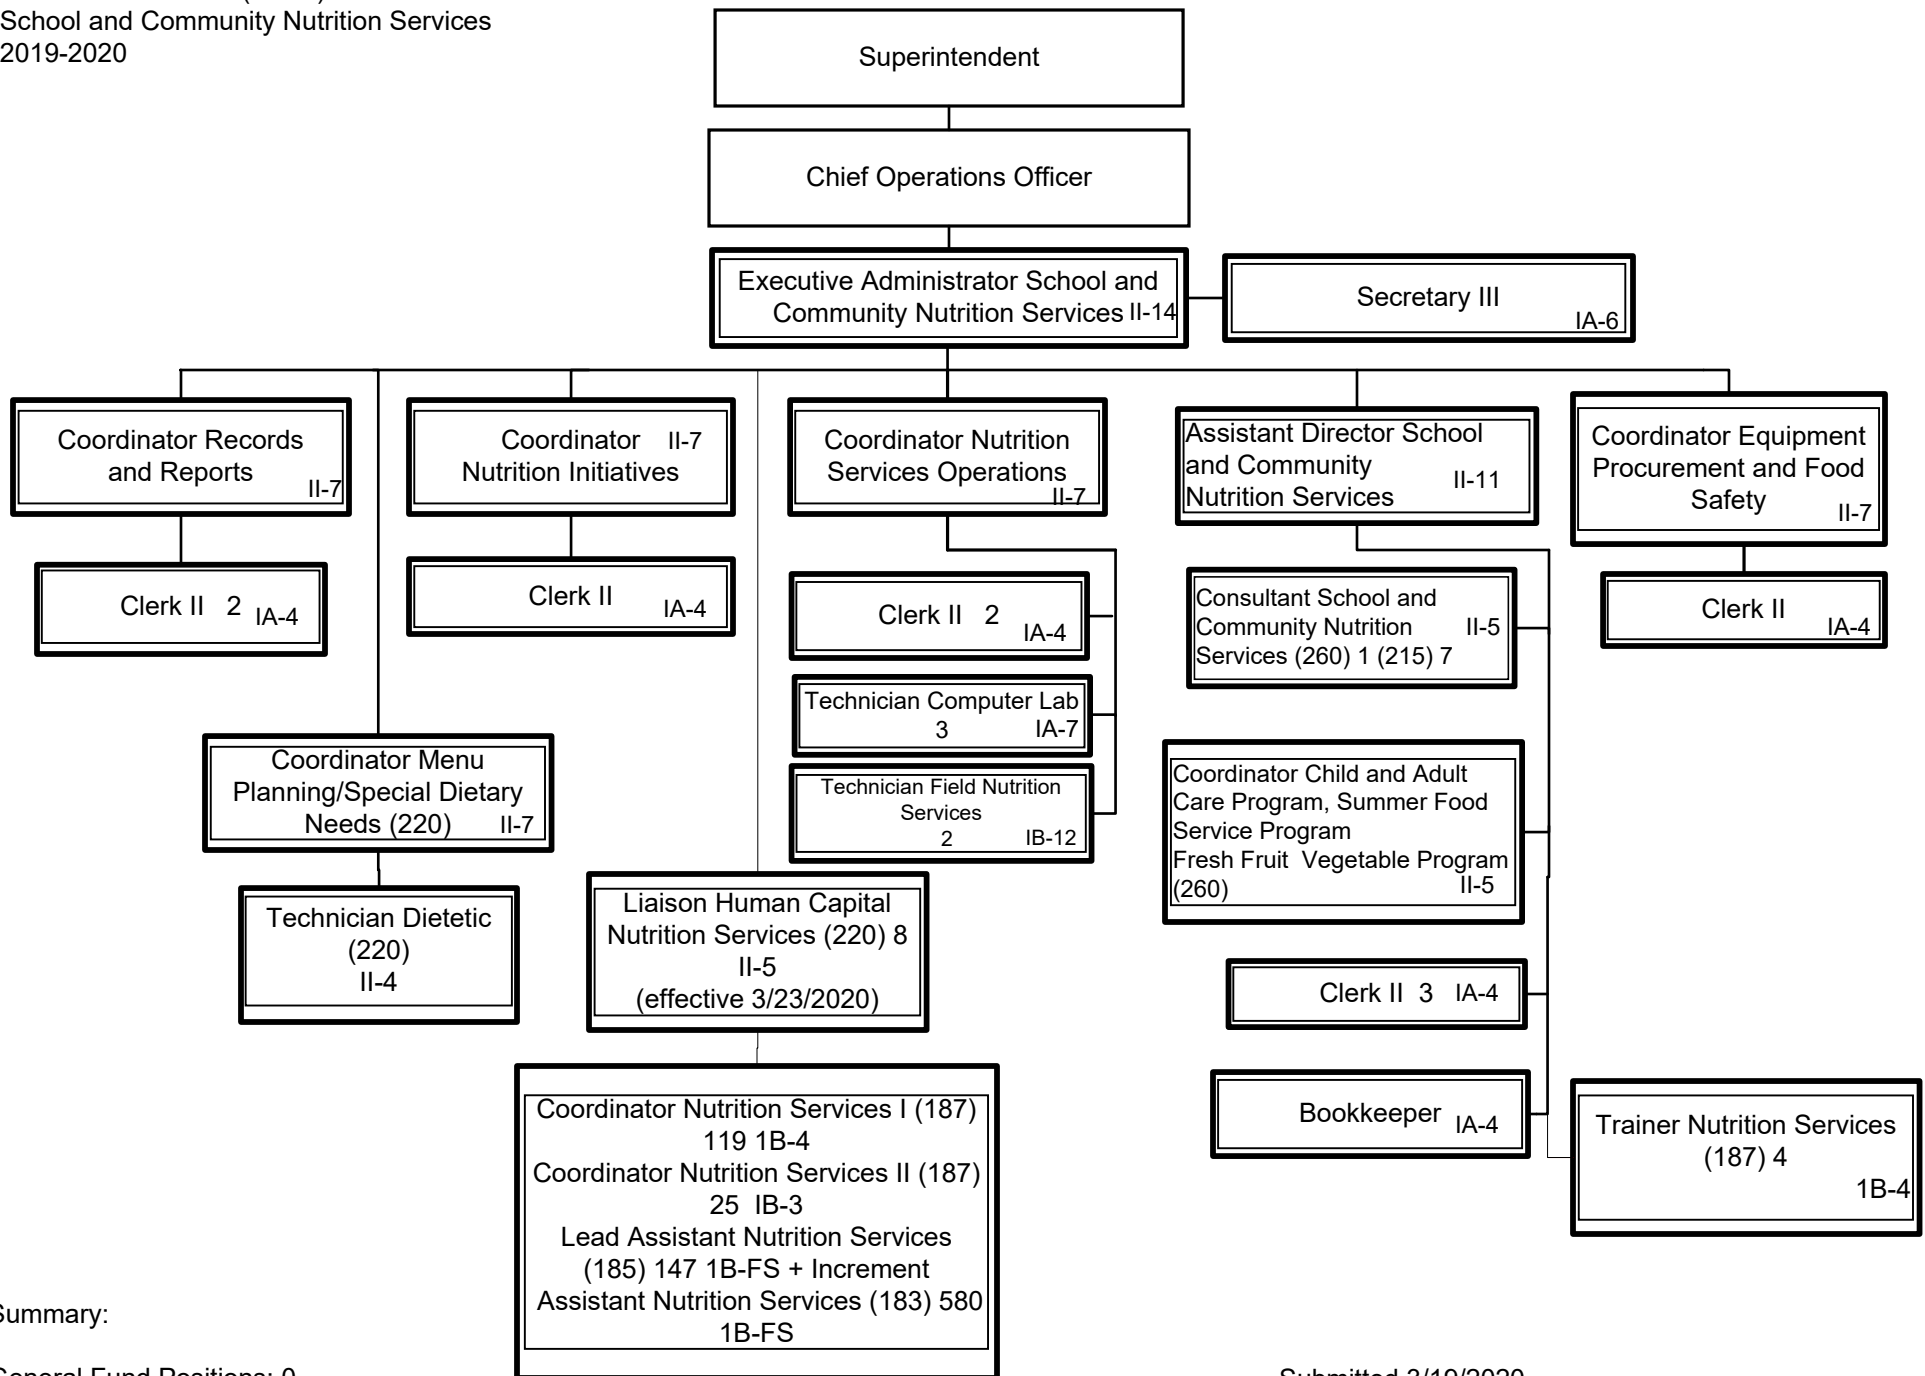 School and Community Nutrition Services
2019-2020
Superintendent
Chief Operations Officer
Executive Administrator School and
Community Nutrition Services II-14
Secretary III
IA-6
Coordinator Records
and Reports
II-7
Coordinator II-7
Nutrition Initiatives
Coordinator Nutrition
Services Operations
II-7
Assistant Director School
and Community
II-11
Nutrition Services
Coordinator Equipment
Procurement and Food
Safety
II-7
Clerk II 2 IA-4
Clerk II
IA-4
Clerk II 2
IA-4
Consultant School and
Community Nutrition II-5
Services (260) 1 (215) 7
Clerk II
IA-4
Technician Computer Lab
3 IA-7
Coordinator Menu
Planning/Special Dietary
Needs (220) II-7
Technician Field Nutrition
Services
2 IB-12
Coordinator Child and Adult
Care Program, Summer Food
Service Program
Fresh Fruit Vegetable Program
(260) II-5
Technician Dietetic
(220)
II-4
Liaison Human Capital
Nutrition Services (220) 8
II-5
(effective 3/23/2020)
Clerk II 3 IA-4
Bookkeeper IA-4
Trainer Nutrition Services
(187) 4
1B-4
Coordinator Nutrition Services I (187)
119 1B-4
Coordinator Nutrition Services II (187)
25 IB-3
Lead Assistant Nutrition Services
(185) 147 1B-FS + Increment
Assistant Nutrition Services (183) 580
1B-FS
Summary:
General Fund Positions: 0
Submitted 3/19/2020